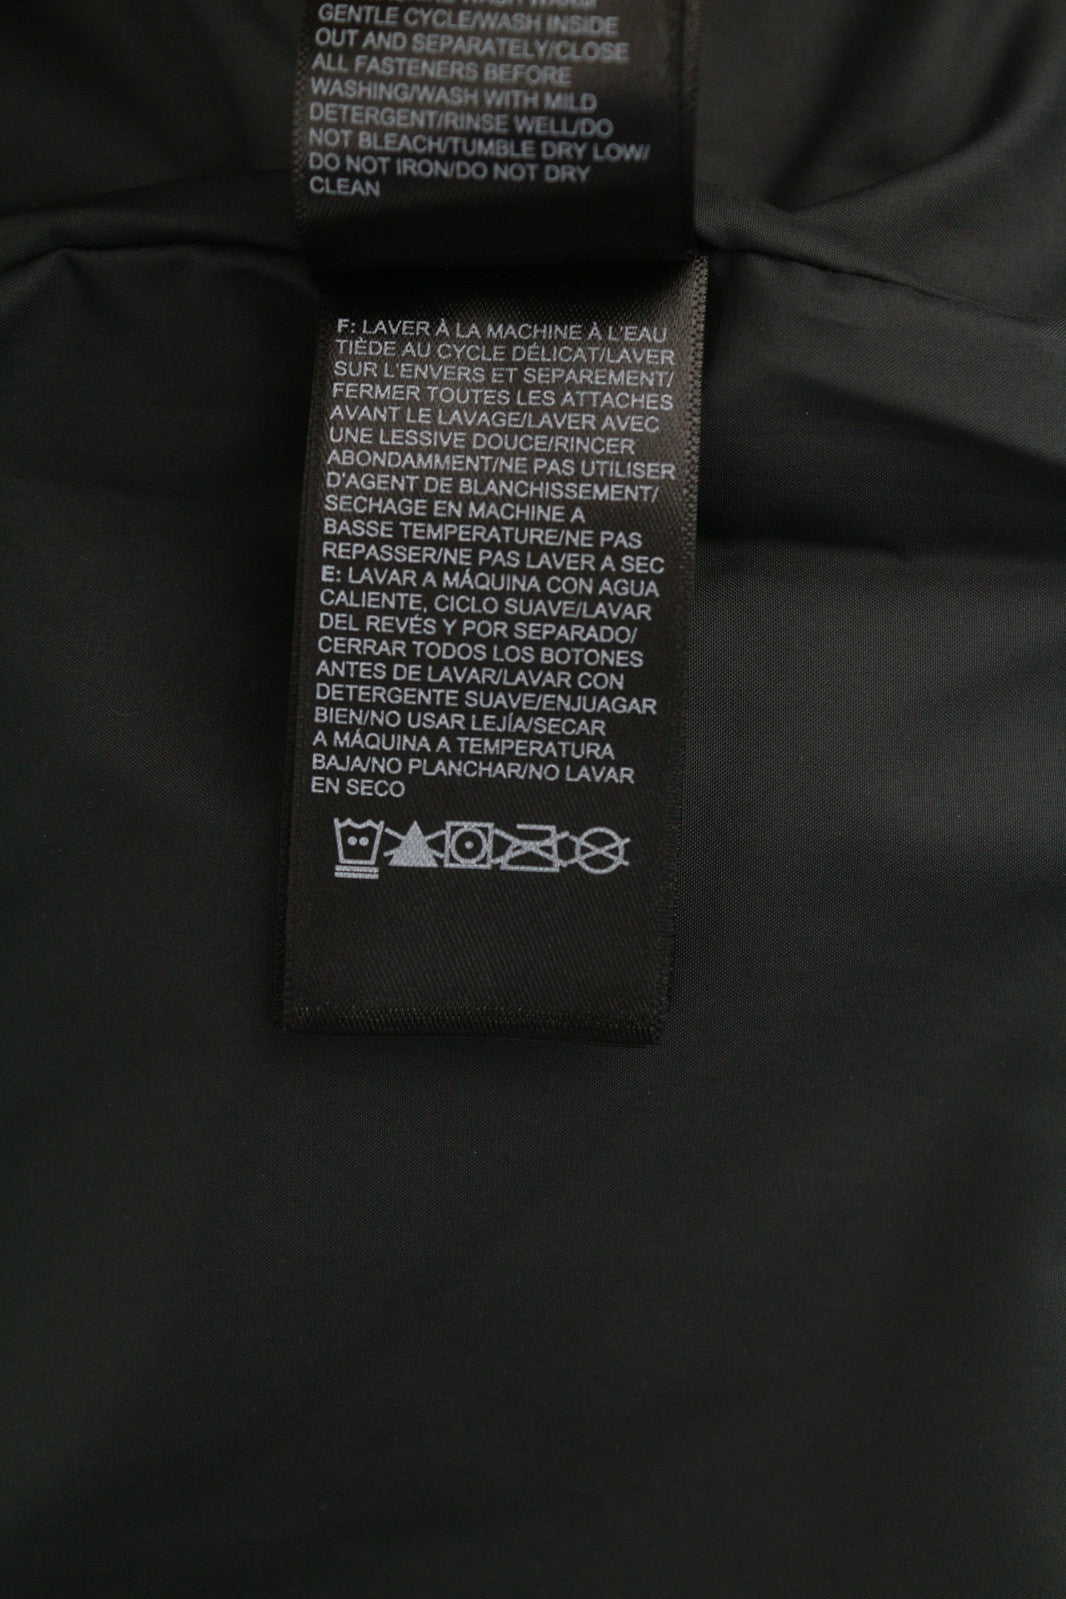 GENTLE CYCLE/WASH INSIDE
OUT AND SEPARATELY/CLOSE
ALL FASTENERS BEFORE
WASHING/WASH WITH MILD
DETERGENT/RINSE WELL/DO
NOT BLEACH/TUMBLE DRY LOW/
DO NOT IRON/DO NOT DRY
CLEAN
F: LAVER À LA MACHINE À L'EAU
TIÈDE AU CYCLE DÉLICAT/LAVER
SUR L'ENVERS ET SEPAREMENT/
FERMER TOUTES LES ATTACHES
AVANT LE LAVAGE/LAVER AVEC
UNE LESSIVE DOUCE/RINCER
ABONDAMMENT/NE PAS UTILISER
D'AGENT DE BLANCHISSEMENT/
SECHAGE EN MACHINE A
BASSE TEMPERATURE/NE PAS
REPASSER/NE PAS LAVER A SEC
E: LAVAR A MÁQUINA CON AGUA
CALIENTE, CICLO SUAVE/LAVAR
DEL REVÉS Y POR SEPARADO/
CERRAR TODOS LOS BOTONES
ANTES DE LAVAR/LAVAR CON
DETERGENTE SUAVE/ENJUAGAR
BIEN/NO USAR LEJÍA/SECAR
A MÁQUINA A TEMPERATURA
BAJA/NO PLANCHAR/NO LAVAR
EN SECO